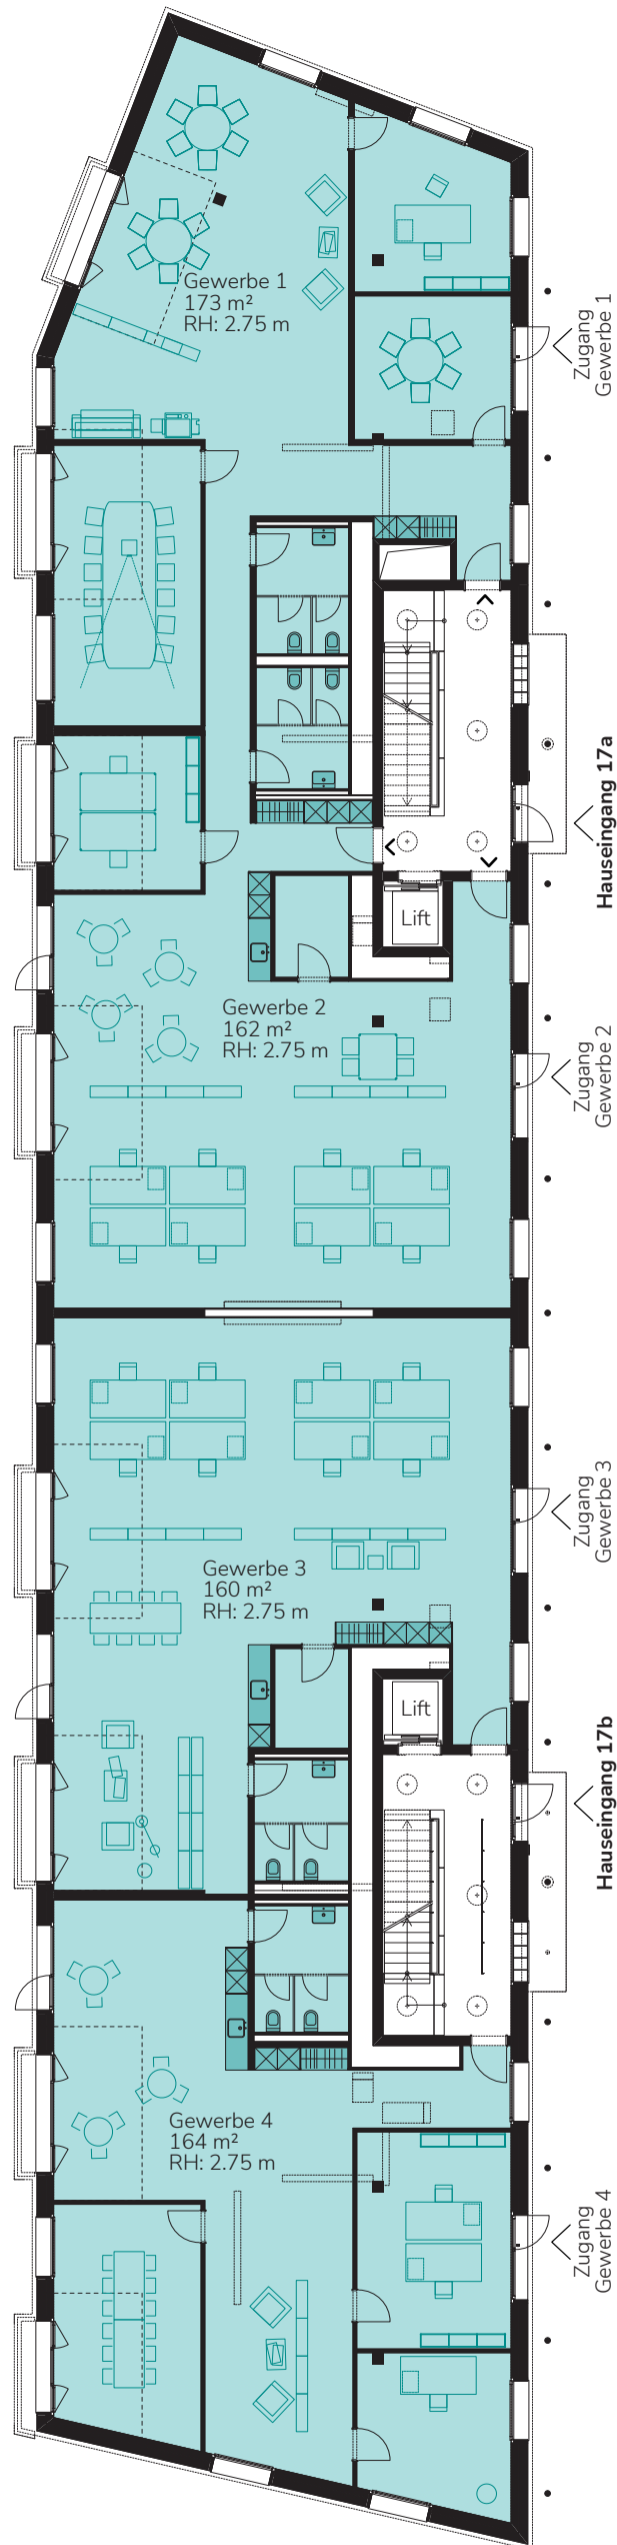 Gewerbe 1
173 m²
RH: 2.75 m
Zugang
Gewerbe 1
Hauseingang 17a
Lift
Gewerbe 2
162 m²
RH: 2.75 m
Zugang
Gewerbe 2
Zugang
Gewerbe 3
Gewerbe 3
160 m²
RH: 2.75 m
Lift
Hauseingang 17b
Gewerbe 4
164 m²
RH: 2.75 m
Zugang
Gewerbe 4